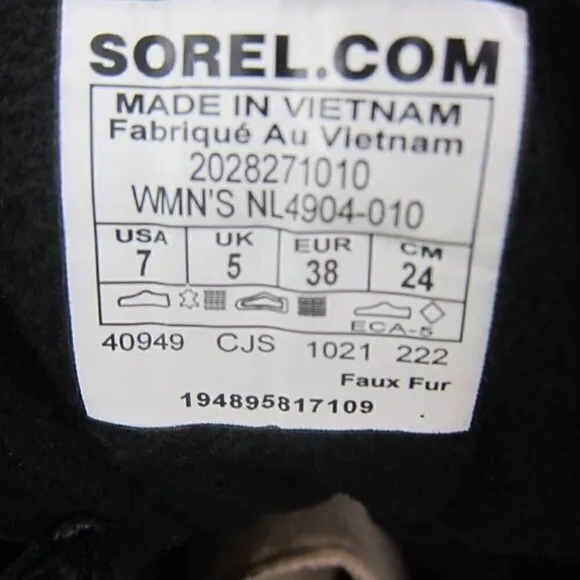 SOREL.COM
MADE IN VIETNAM
Fabriqué Au Vietnam
2028271010
WMN'S NL4904-010
USA UK EUR CM
7 5 38 24
ECA-5
40949 CJS 1021 222
Faux Fur
194895817109